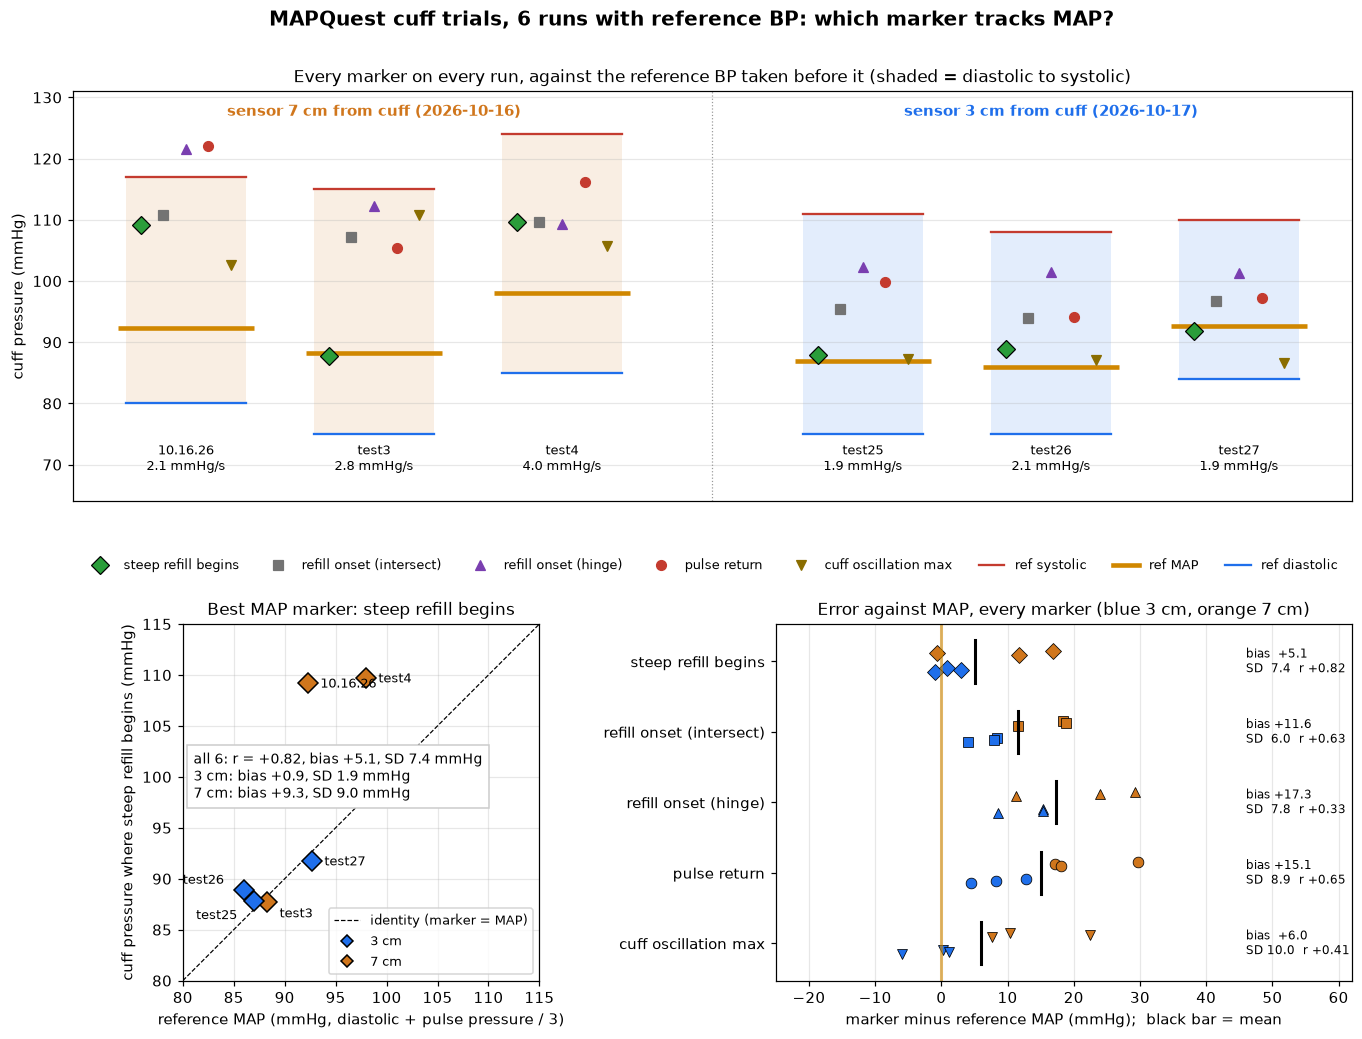 MAPQuest cuff trials, 6 runs with reference BP: which marker tracks MAP?
Every marker on every run, against the reference BP taken before it (shaded = diastolic to systolic)
sensor 7 cm from cuff (2026-10-16)
sensor 3 cm from cuff (2026-10-17)
cuff pressure (mmHg)
130
120
110
100
90
80
70
10.16.26
2.1 mmHg/s
test3
2.8 mmHg/s
test4
4.0 mmHg/s
test25
1.9 mmHg/s
test26
2.1 mmHg/s
test27
1.9 mmHg/s
steep refill begins
refill onset (intersect)
refill onset (hinge)
pulse return
cuff oscillation max
ref systolic
ref MAP
ref diastolic
Best MAP marker: steep refill begins
cuff pressure where steep refill begins (mmHg)
115
110
105
100
95
90
85
80
10.16.26
test4
all 6: r = +0.82, bias +5.1, SD 7.4 mmHg
3 cm: bias +0.9, SD 1.9 mmHg
7 cm: bias +9.3, SD 9.0 mmHg
test27
test26
test25
test3
identity (marker = MAP)
3 cm
7 cm
80 85 90 95 100 105 110 115
reference MAP (mmHg, diastolic + pulse pressure / 3)
Error against MAP, every marker (blue 3 cm, orange 7 cm)
steep refill begins
bias +5.1
SD 7.4 r +0.82
refill onset (intersect)
bias +11.6
SD 6.0 r +0.63
refill onset (hinge)
bias +17.3
SD 7.8 r +0.33
pulse return
bias +15.1
SD 8.9 r +0.65
cuff oscillation max
bias +6.0
SD 10.0 r +0.41
−20 −10 0 10 20 30 40 50 60
marker minus reference MAP (mmHg); black bar = mean